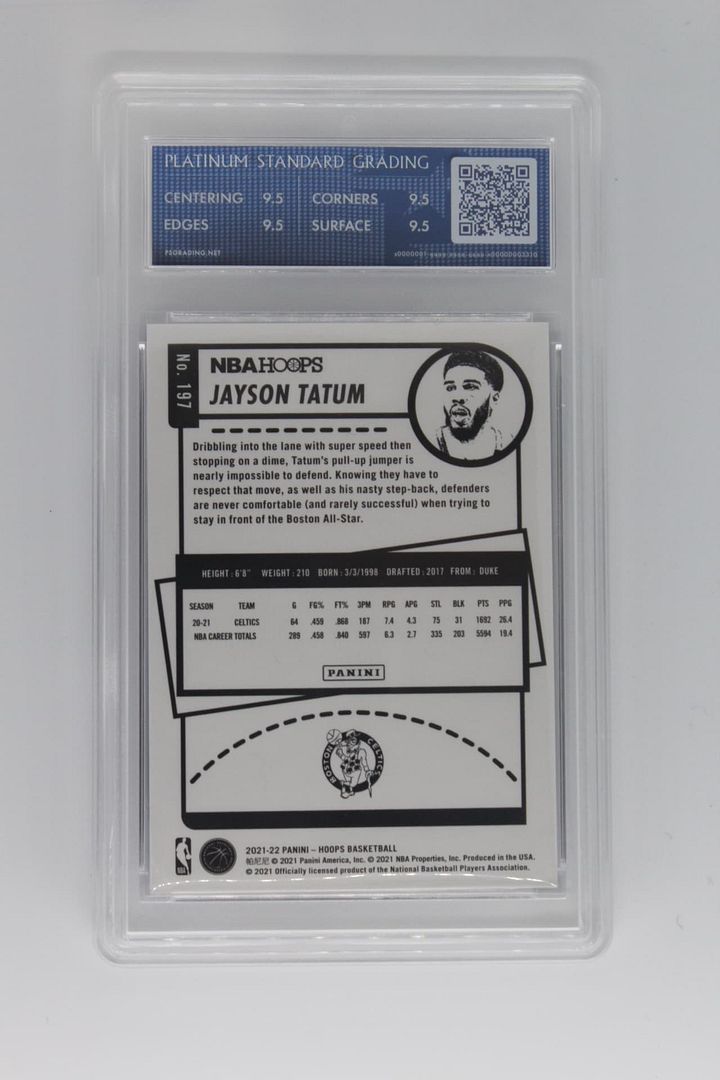 PLATINUM STANDARD GRADING
CENTERING 9.5 CORNERS 9.5
EDGES 9.5 SURFACE 9.5
PSGRADING.NET
No. 197
NBA HOOPS
JAYSON TATUM
Dribbling into the lane with super speed then
stopping on a dime, Tatum's pull-up jumper is
nearly impossible to defend. Knowing they have to
respect that move, as well as his nasty step-back, defenders
are never comfortable (and rarely successful) when trying to
stay in front of the Boston All-Star.
HEIGHT: 6'8" WEIGHT: 210 BORN: 3/3/1998 DRAFTED: 2017 FROM: DUKE
SEASON TEAM G FG% FT% 3PM RPG APG STL BLK PTS PPG
20-21 CELTICS 64 .459 .868 187 7.4 4.3 75 31 1692 26.4
NBA CAREER TOTALS 289 .458 .840 597 6.3 2.7 335 203 5594 19.4
PANINI
BOSTON CELTICS
2021-22 PANINI – HOOPS BASKETBALL
帕尼尼 © 2021 Panini America, Inc. © 2021 NBA Properties, Inc. Produced in the USA.
© 2021 Officially licensed product of the National Basketball Players Association.